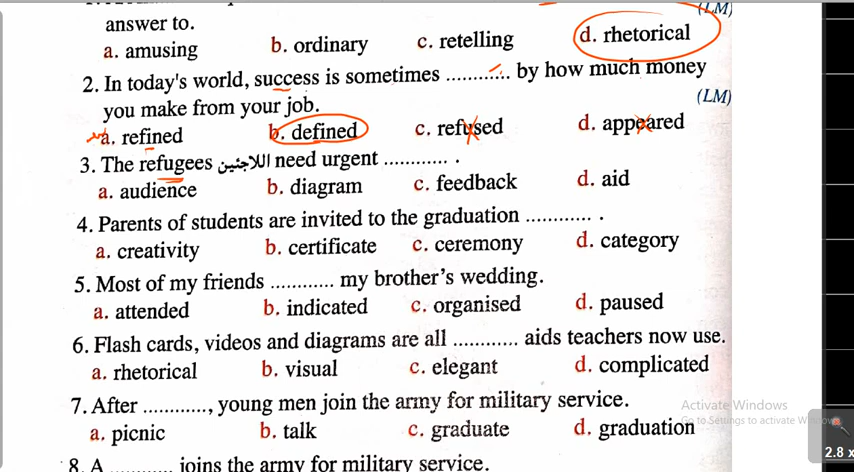 (LM)
answer to.
a. amusing b. ordinary c. retelling d. rhetorical
2. In today's world, success is sometimes ............ by how much money
you make from your job.
(LM)
a. refined b. defined c. refused d. appeared
3. The refugees اللاجئين need urgent ............ .
a. audience b. diagram c. feedback d. aid
4. Parents of students are invited to the graduation ............ .
a. creativity b. certificate c. ceremony d. category
5. Most of my friends ............ my brother's wedding.
a. attended b. indicated c. organised d. paused
6. Flash cards, videos and diagrams are all ............ aids teachers now use.
a. rhetorical b. visual c. elegant d. complicated
7. After ............, young men join the army for military service.
a. picnic b. talk c. graduate d. graduation
8. A ............ joins the army for military service.
Activate Windows
Go to Settings to activate Windows
2.8 x